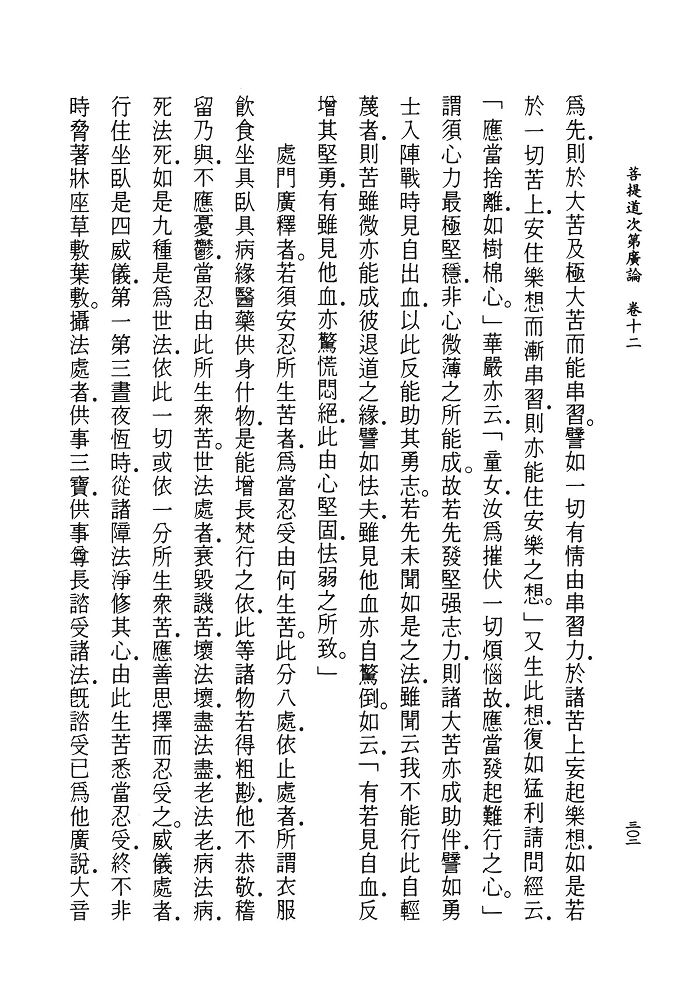 菩提道次第廣論 卷十二
三〇二
爲先．則於大苦及極大苦而能串習。譬如一切有情由串習力．於諸苦上妄起樂想．如是若
於一切苦上．安住樂想而漸串習．則亦能住安樂之想。」又生此想．復如猛利請問經云．
「應當捨離．如樹棉心。」華嚴亦云．「童女．汝爲摧伏一切煩惱故．應當發起難行之心。」
謂須心力最極堅穩．非心微薄之所能成。故若先發堅强志力．則諸大苦亦成助伴．譬如勇
士入陣戰時見自出血．以此反能助其勇志。若先未聞如是之法．雖聞云我不能行此自輕
蔑者．則苦雖微亦能成彼退道之緣．譬如怯夫．雖見他血亦自驚倒。如云．「有若見自血．反
增其堅勇．有雖見他血．亦驚慌悶絕．此由心堅固．怯弱之所致。」
處門廣釋者。若須安忍所生苦者．爲當忍受由何生苦。此分八處．依止處者．所謂衣服
飲食坐具臥具病緣醫藥供身什物．是能增長梵行之依．此等諸物若得粗尠．他不恭敬．稽
留乃與．不應憂鬱．當忍由此所生衆苦。世法處者．衰毀譏苦．壞法壞．盡法盡．老法老．病法病．
死法死．如是九種是爲世法．依此一切或依一分所生衆苦．應善思擇而忍受之。威儀處者．
行住坐臥是四威儀．第一第三晝夜恆時．從諸障法淨修其心．由此生苦悉當忍受．終不非
時脅著牀座草敷葉敷。攝法處者．供事三寶．供事尊長諮受諸法．旣諮受已爲他廣說．大音